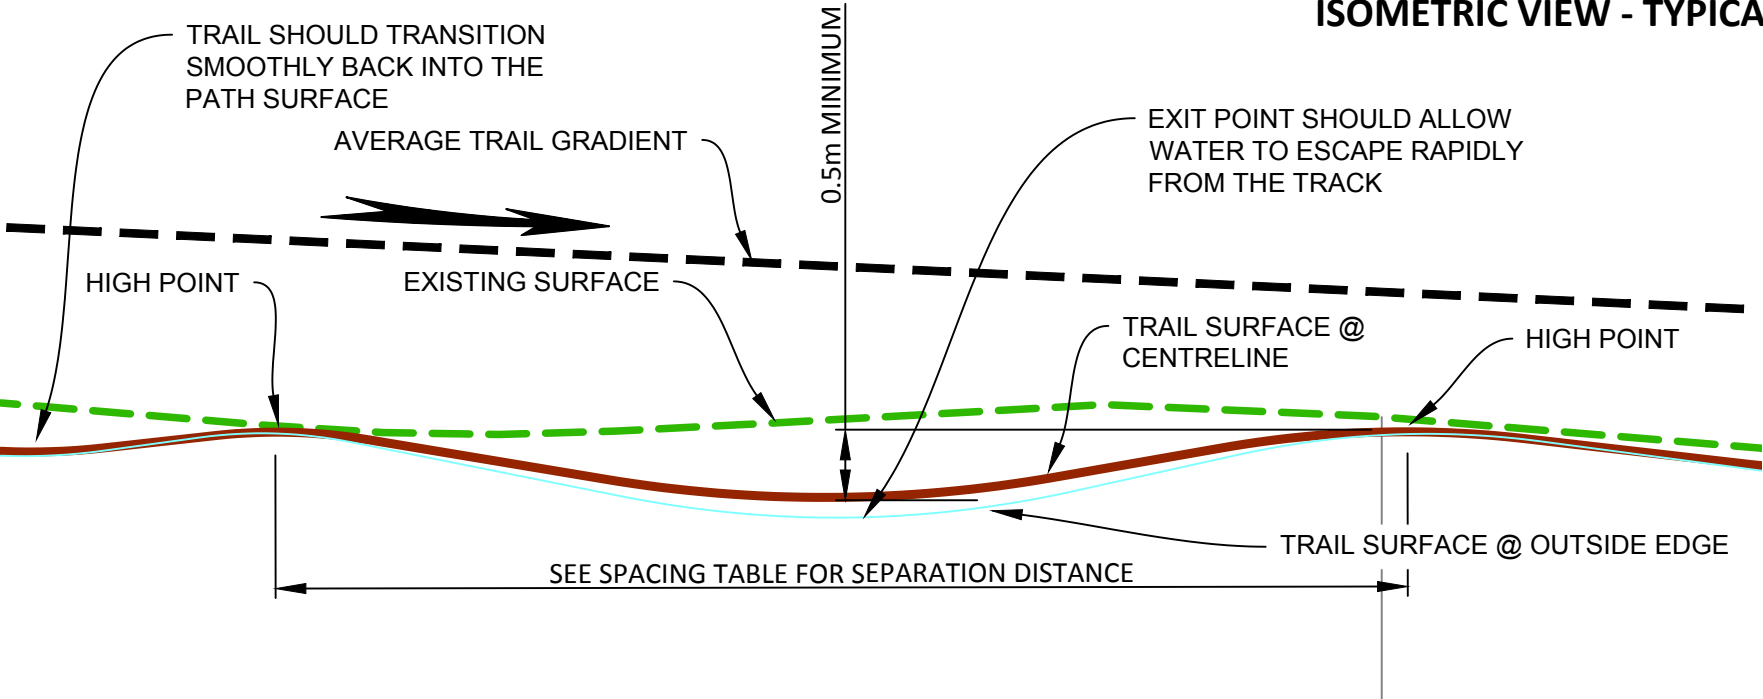 ISOMETRIC VIEW - TYPICA
TRAIL SHOULD TRANSITION
SMOOTHLY BACK INTO THE
PATH SURFACE
AVERAGE TRAIL GRADIENT
0.5m MINIMUM
EXIT POINT SHOULD ALLOW
WATER TO ESCAPE RAPIDLY
FROM THE TRACK
HIGH POINT
EXISTING SURFACE
TRAIL SURFACE @
CENTRELINE
HIGH POINT
TRAIL SURFACE @ OUTSIDE EDGE
SEE SPACING TABLE FOR SEPARATION DISTANCE